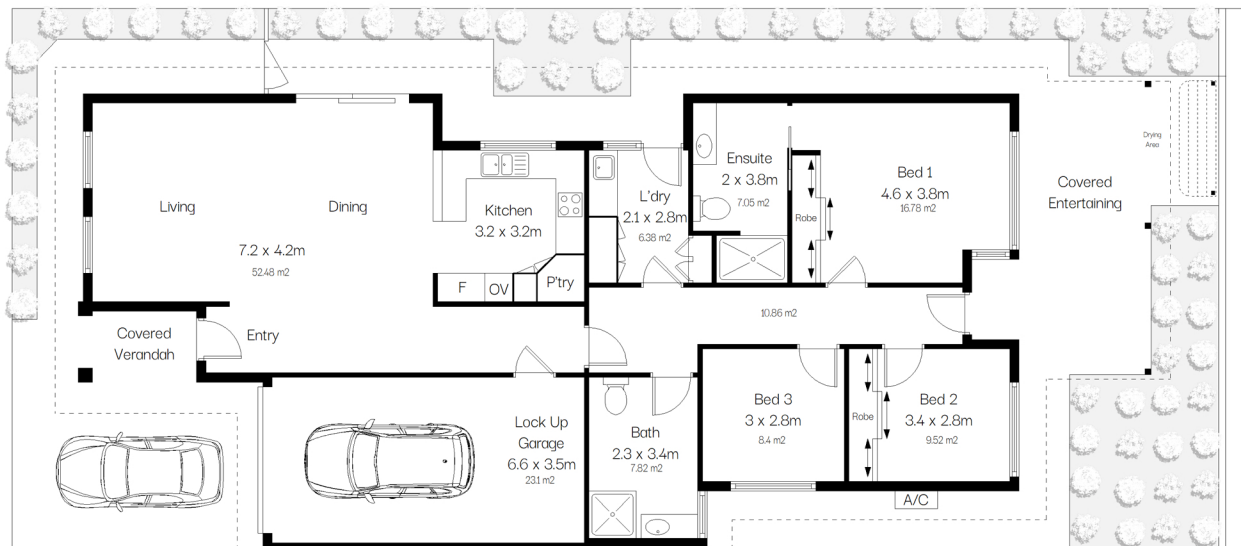 Living
Dining
7.2 x 4.2m
52.48 m2
Kitchen
3.2 x 3.2m
F
OV
P'try
L'dry
2.1 x 2.8m
6.38 m2
Ensuite
2 x 3.8m
7.05 m2
Robe
Bed 1
4.6 x 3.8m
16.78 m2
Covered
Entertaining
Drying
Area
Covered
Verandah
Entry
10.86 m2
Lock Up
Garage
6.6 x 3.5m
23.1 m2
Bath
2.3 x 3.4m
7.82 m2
Bed 3
3 x 2.8m
8.4 m2
Robe
Bed 2
3.4 x 2.8m
9.52 m2
A/C